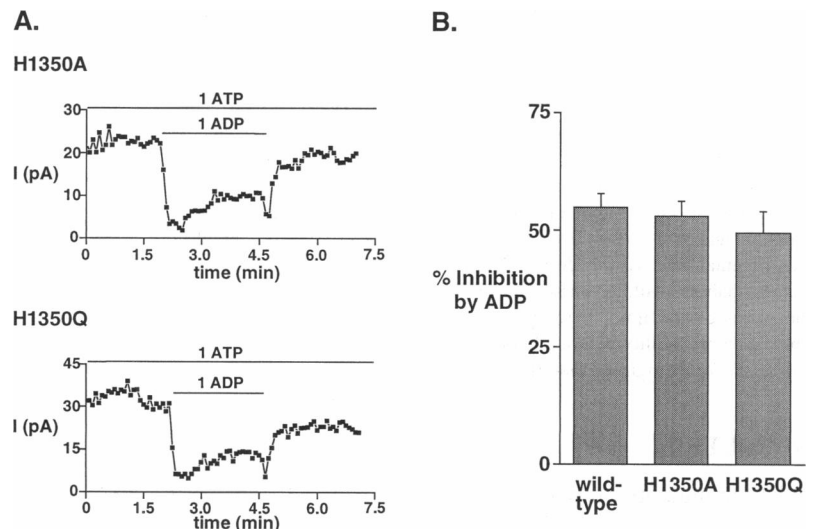 A.
H1350A
1 ATP
1 ADP
30
20
10
0
I (pA)
0 1.5 3.0 4.5 6.0 7.5
time (min)
H1350Q
1 ATP
1 ADP
45
30
15
0
I (pA)
0 1.5 3.0 4.5 6.0 7.5
time (min)
B.
75
50
25
0
% Inhibition
by ADP
wild-
type
H1350A
H1350Q